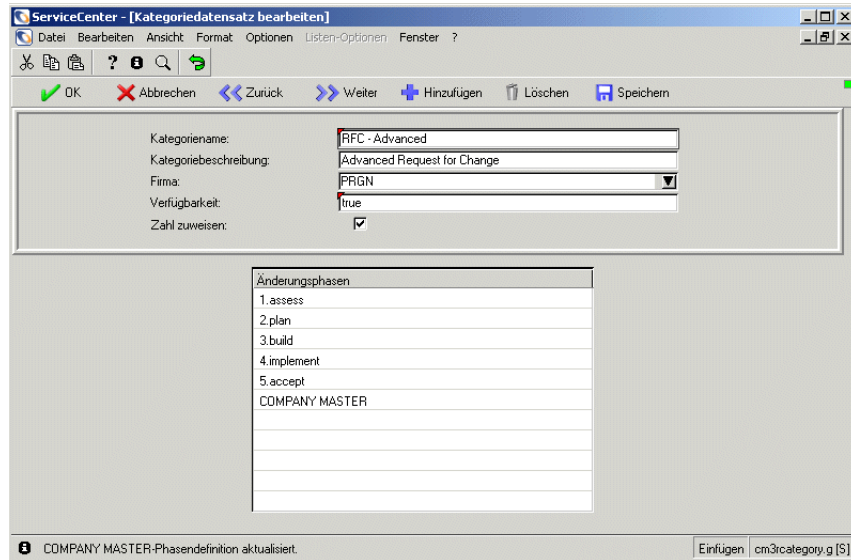 ServiceCenter - [Kategoriedatensatz bearbeiten]
Datei Bearbeiten Ansicht Format Optionen Listen-Optionen Fenster ?
OK Abbrechen Zurück Weiter Hinzufügen Löschen Speichern
Kategoriename: RFC - Advanced
Kategoriebeschreibung: Advanced Request for Change
Firma: PRGN
Verfügbarkeit: true
Zahl zuweisen:
Änderungsphasen
1.assess
2.plan
3.build
4.implement
5.accept
COMPANY MASTER
COMPANY MASTER-Phasendefinition aktualisiert. Einfügen cm3rcategory.g [S]